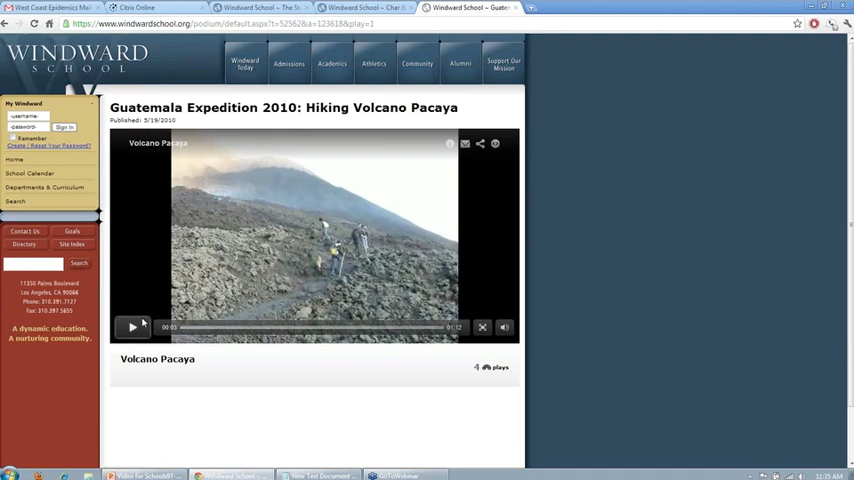 West Coast Epidemics Mai
Citrix Online
Windward School – The St
Windward School – Char B
Windward School – Guate
https://www.windwardschool.org/podium/default.aspx?t=52562&a=123618&play=1
WINDWARD
SCHOOL
Windward Today
Admissions
Academics
Athletics
Community
Alumni
Support Our Mission
My Windward
-username-
-password-
Sign In
Remember
Create / Reset Your Password?
Home
School Calendar
Departments & Curriculum
Search
Contact Us
Goals
Directory
Site Index
Search
11350 Palms Boulevard
Los Angeles, CA 90066
Phone: 310.391.7127
Fax: 310.397.5655
A dynamic education.
A nurturing community.
Guatemala Expedition 2010: Hiking Volcano Pacaya
Published: 5/19/2010
Volcano Pacaya
00:03
01:12
Volcano Pacaya
4 plays
Video for Schools97-
Windward School –
New Text Document
GoToWebinar
11:35 AM